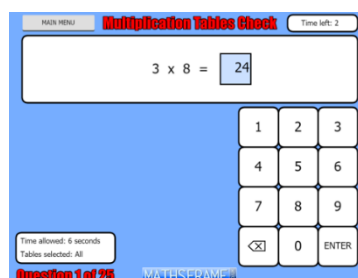 MAIN MENU
Multiplication Tables Check
Time left: 2
3 x 8 = 24
1 2 3
4 5 6
7 8 9
0 ENTER
Time allowed: 6 seconds
Tables selected: All
Question 1 of 25
MATHSFRAME